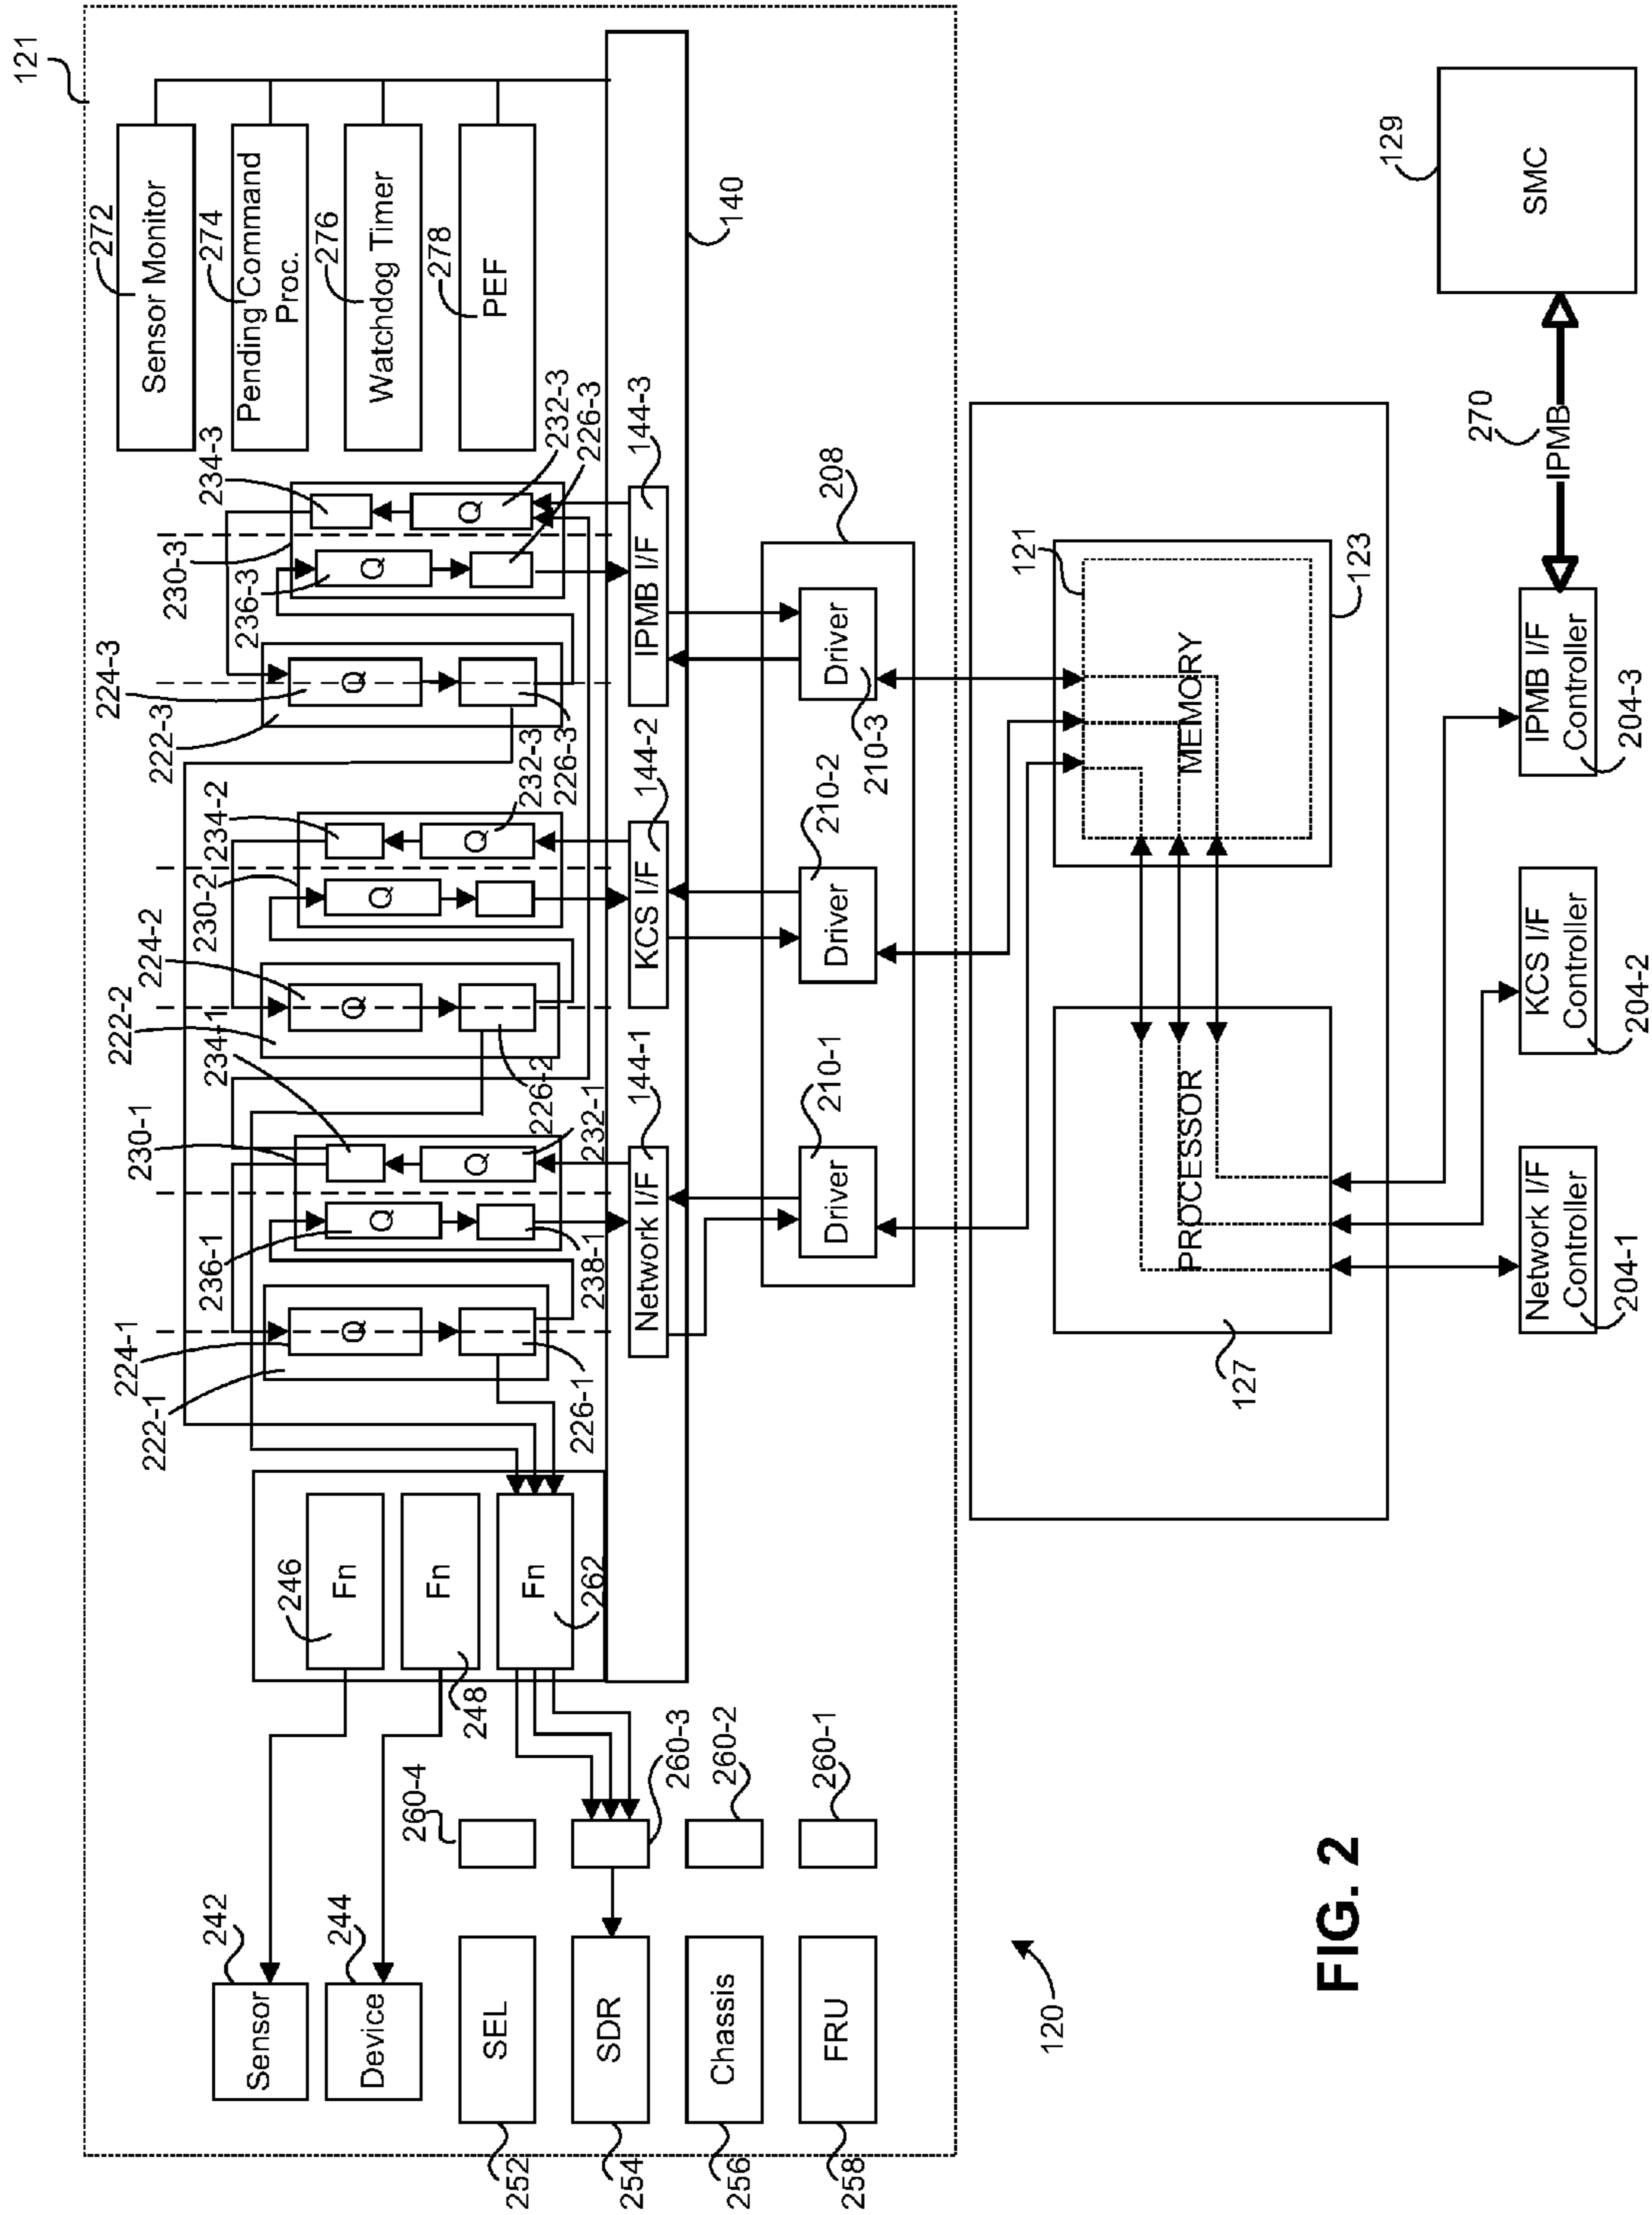 121
224-3
222-1
224-1
230-1
222-2
224-2
222-3
230-3
272
Sensor Monitor
242
Sensor
236-1
234-1
230-2
234-2
236-3
234-3
274
Pending Command
Proc.
244
Device
246
Fn
Q
Q
Q
Q
Q
Q
Q
Q
Q
276
Watchdog Timer
260-4
248
Fn
278
PEF
252
SEL
262
Fn
226-1
238-1
232-1
226-2
232-3
226-3
232-3
226-3
254
SDR
260-3
144-1
144-2
144-3
Network I/F
KCS I/F
IPMB I/F
140
256
Chassis
260-2
258
FRU
260-1
210-1
210-2
210-3
208
Driver
Driver
Driver
120
121
127
PROCESSOR
MEMORY
123
FIG. 2
129
SMC
270
IPMB
Network I/F
Controller
204-1
KCS I/F
Controller
204-2
IPMB I/F
Controller
204-3